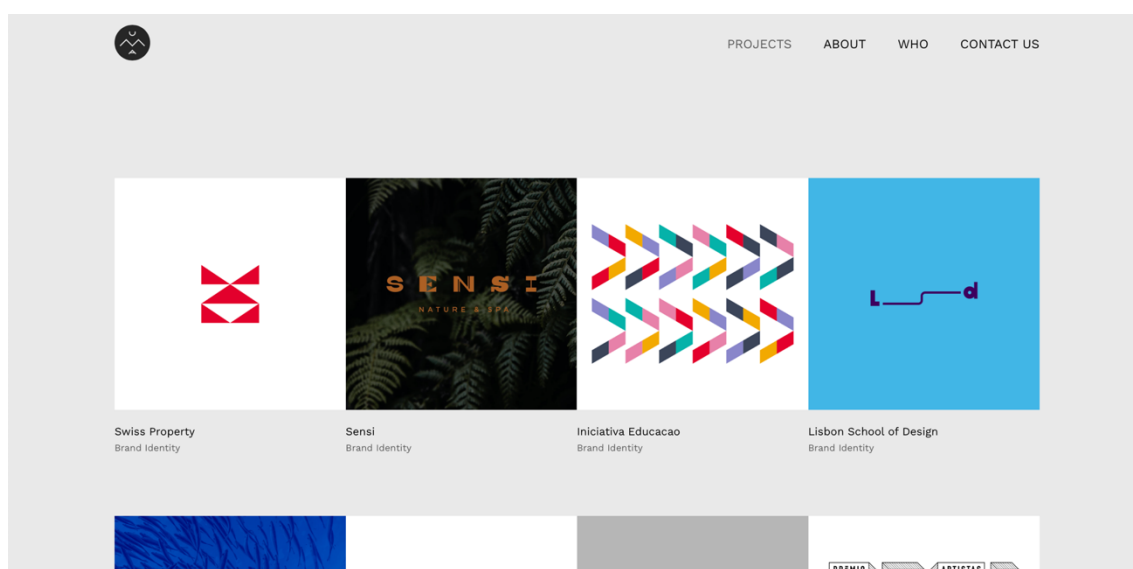 PROJECTS ABOUT WHO CONTACT US
SENSI
NATURE & SPA
L d
Swiss Property
Brand Identity
Sensi
Brand Identity
Iniciativa Educacao
Brand Identity
Lisbon School of Design
Brand Identity
PREMIO ARTISTAS